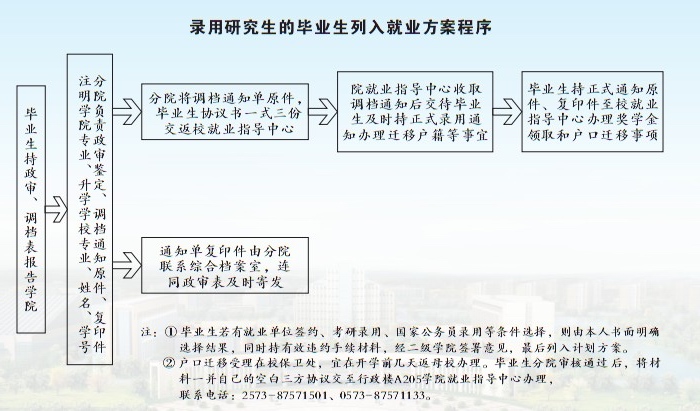 录用研究生的毕业生列入就业方案程序
毕业生持政审、调档表报告学院
分院负责政审鉴定、调档通知原件、复印件
注明学院专业、升学学校专业、姓名、学号
分院将调档通知单原件，
毕业生协议书一式三份
交返校就业指导中心
院就业指导中心收取
调档通知后交待毕业
生及时持正式录用通
知办理迁移户籍等事宜
毕业生持正式通知原
件、复印件至校就业
指导中心办理奖学金
领取和户口迁移事项
通知单复印件由分院
联系综合档案室，连
同政审表及时寄发
注：① 毕业生若有就业单位签约、考研录用、国家公务员录用等条件选择，则由本人书面明确
选择结果，同时持有效违约手续材料，经二级学院签署意见，最后列入计划方案。
② 户口迁移受理在校保卫处，宜在开学前几天返母校办理。毕业生分院审核通过后，将材
料一并自己的空白三方协议交至行政楼A205学院就业指导中心办理，
联系电话：2573-87571501、0573-87571133。